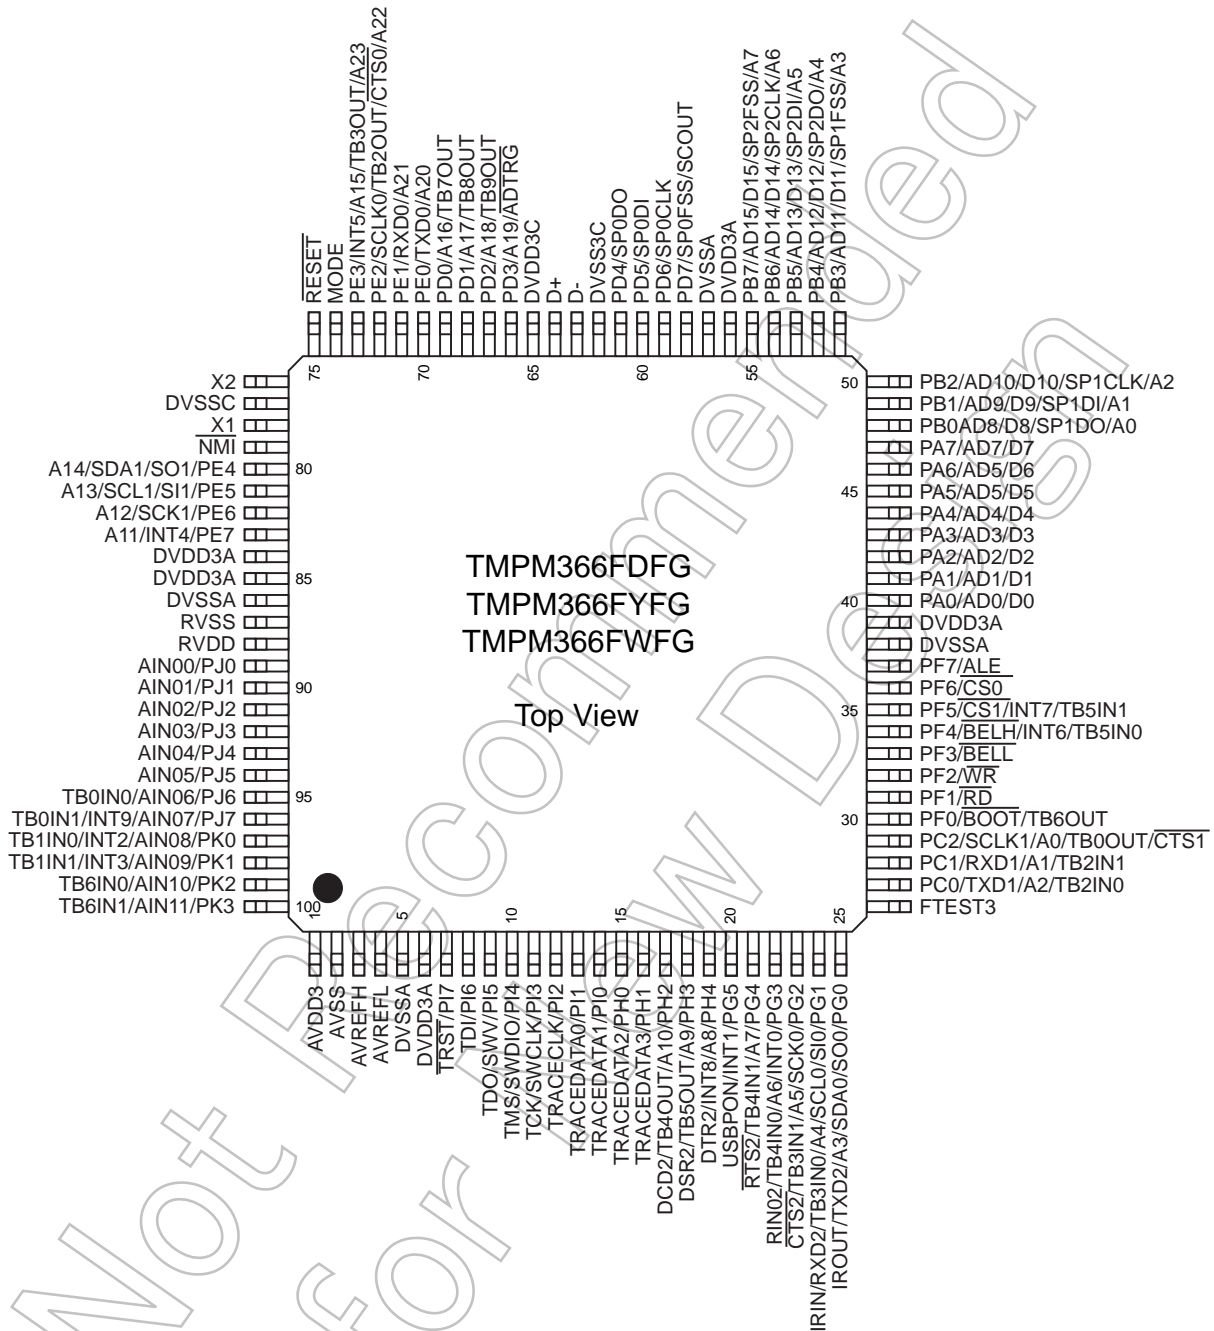 RESET
MODE
PE3/INT5/A15/TB3OUT/A23
PE2/SCLK0/TB2OUT/CTS0/A22
PE1/RXD0/A21
PE0/TXD0/A20
PD0/A16/TB7OUT
PD1/A17/TB8OUT
PD2/A18/TB9OUT
PD3/A19/ADTRG
DVDD3C
D+
D-
DVSS3C
PD4/SP0DO
PD5/SP0DI
PD6/SP0CLK
PD7/SP0FSS/SCOUT
DVSSA
DVDD3A
PB7/AD15/D15/SP2FSS/A7
PB6/AD14/D14/SP2CLK/A6
PB5/AD13/D13/SP2DI/A5
PB4/AD12/D12/SP2DO/A4
PB3/AD11/D11/SP1FSS/A3
75
70
65
60
55
X2
DVSSC
X1
NMI
A14/SDA1/SO1/PE4
A13/SCL1/SI1/PE5
A12/SCK1/PE6
A11/INT4/PE7
DVDD3A
DVDD3A
DVSSA
RVSS
RVDD
AIN00/PJ0
AIN01/PJ1
AIN02/PJ2
AIN03/PJ3
AIN04/PJ4
AIN05/PJ5
TB0IN0/AIN06/PJ6
TB0IN1/INT9/AIN07/PJ7
TB1IN0/INT2/AIN08/PK0
TB1IN1/INT3/AIN09/PK1
TB6IN0/AIN10/PK2
TB6IN1/AIN11/PK3
80
85
90
95
100
TMPM366FDFG
TMPM366FYFG
TMPM366FWFG
Top View
50
45
40
35
30
PB2/AD10/D10/SP1CLK/A2
PB1/AD9/D9/SP1DI/A1
PB0AD8/D8/SP1DO/A0
PA7/AD7/D7
PA6/AD5/D6
PA5/AD5/D5
PA4/AD4/D4
PA3/AD3/D3
PA2/AD2/D2
PA1/AD1/D1
PA0/AD0/D0
DVDD3A
DVSSA
PF7/ALE
PF6/CS0
PF5/CS1/INT7/TB5IN1
PF4/BELH/INT6/TB5IN0
PF3/BELL
PF2/WR
PF1/RD
PF0/BOOT/TB6OUT
PC2/SCLK1/A0/TB0OUT/CTS1
PC1/RXD1/A1/TB2IN1
PC0/TXD1/A2/TB2IN0
FTEST3
1
5
10
15
20
25
AVDD3
AVSS
AVREFH
AVREFL
DVSSA
DVDD3A
TRST/PI7
TDI/PI6
TDO/SWV/PI5
TMS/SWDIO/PI4
TCK/SWCLK/PI3
TRACECLK/PI2
TRACEDATA0/PI1
TRACEDATA1/PI0
TRACEDATA2/PH0
TRACEDATA3/PH1
DCD2/TB4OUT/A10/PH2
DSR2/TB5OUT/A9/PH3
DTR2/INT8/A8/PH4
USBPON/INT1/PG5
RTS2/TB4IN1/A7/PG4
RIN02/TB4IN0/A6/INT0/PG3
CTS2/TB3IN1/A5/SCK0/PG2
IRIN/RXD2/TB3IN0/A4/SCL0/SI0/PG1
IROUT/TXD2/A3/SDA0/SO0/PG0
Not Recommended
for New Design